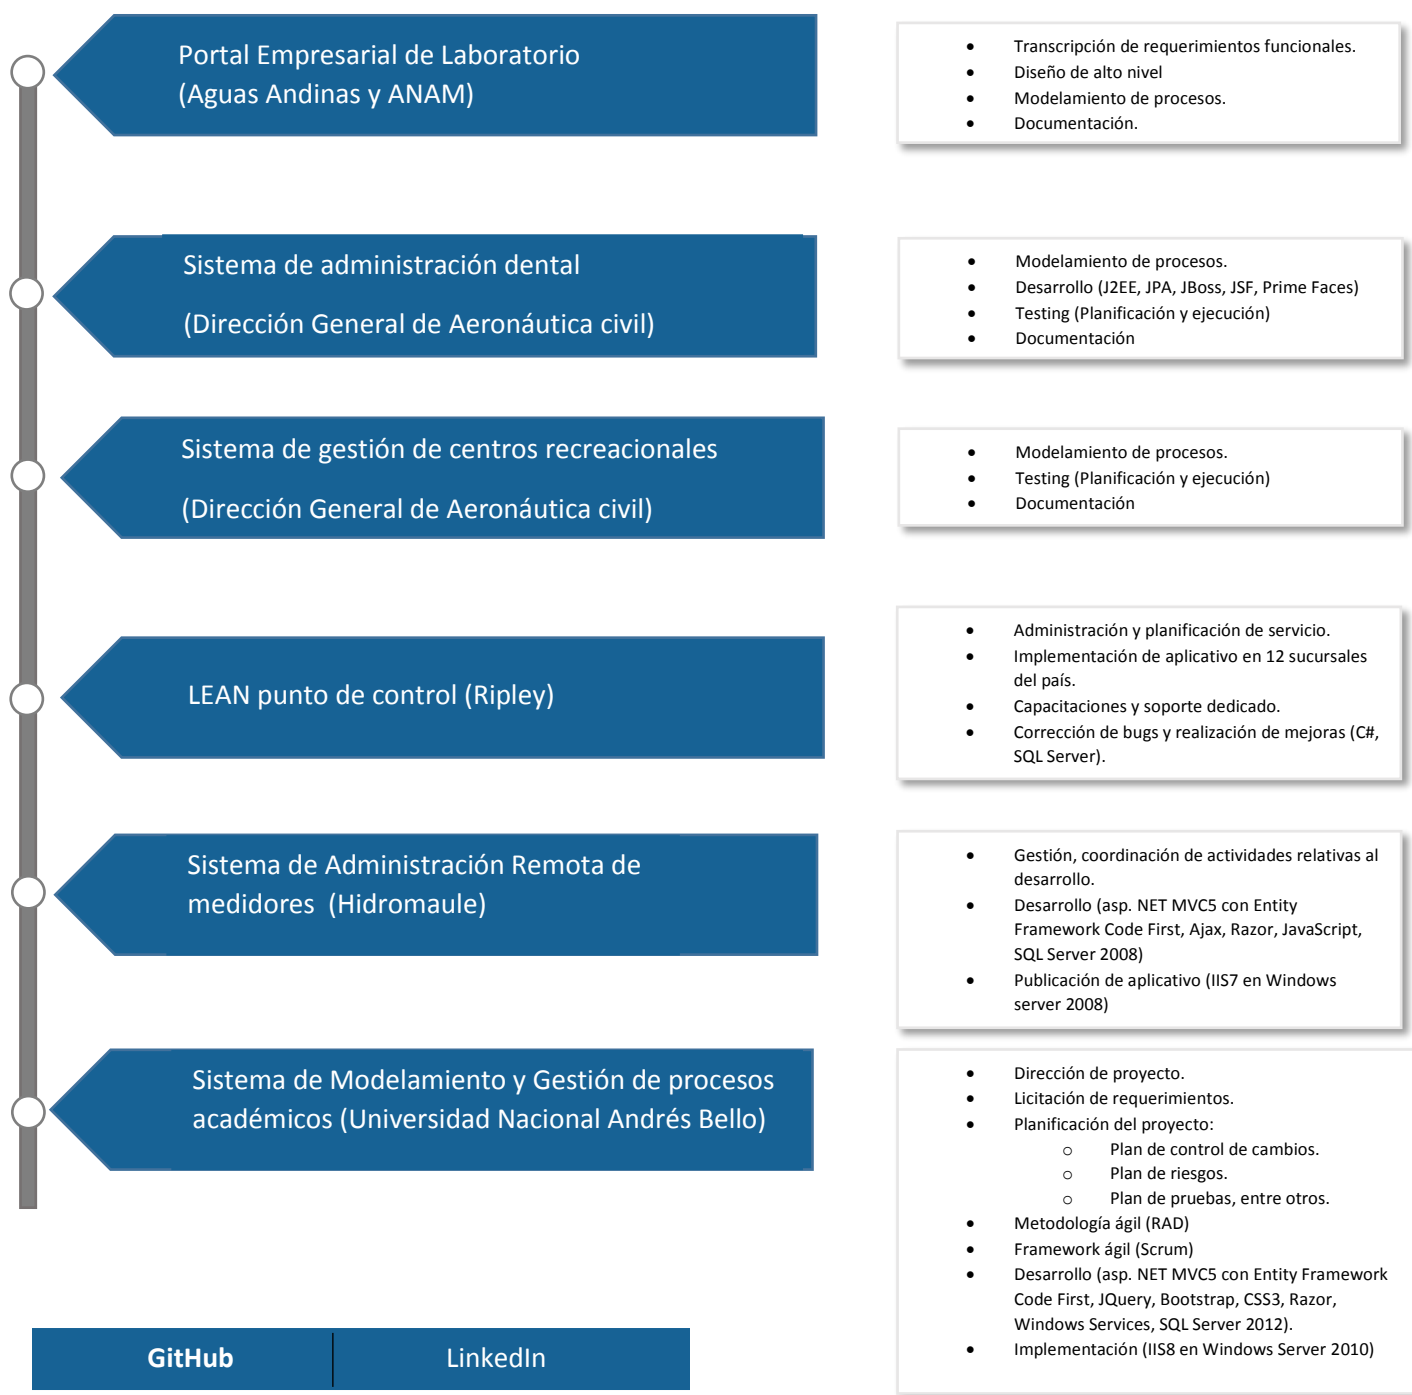 Portal Empresarial de Laboratorio
(Aguas Andinas y ANAM)
• Transcripción de requerimientos funcionales.
• Diseño de alto nivel
• Modelamiento de procesos.
• Documentación.
Sistema de administración dental
(Dirección General de Aeronáutica civil)
• Modelamiento de procesos.
• Desarrollo (J2EE, JPA, JBoss, JSF, Prime Faces)
• Testing (Planificación y ejecución)
• Documentación
Sistema de gestión de centros recreacionales
(Dirección General de Aeronáutica civil)
• Modelamiento de procesos.
• Testing (Planificación y ejecución)
• Documentación
LEAN punto de control (Ripley)
• Administración y planificación de servicio.
• Implementación de aplicativo en 12 sucursales
del país.
• Capacitaciones y soporte dedicado.
• Corrección de bugs y realización de mejoras (C#,
SQL Server).
Sistema de Administración Remota de
medidores (Hidromaule)
• Gestión, coordinación de actividades relativas al
desarrollo.
• Desarrollo (asp. NET MVC5 con Entity
Framework Code First, Ajax, Razor, JavaScript,
SQL Server 2008)
• Publicación de aplicativo (IIS7 en Windows
server 2008)
Sistema de Modelamiento y Gestión de procesos
académicos (Universidad Nacional Andrés Bello)
• Dirección de proyecto.
• Licitación de requerimientos.
• Planificación del proyecto:
o Plan de control de cambios.
o Plan de riesgos.
o Plan de pruebas, entre otros.
• Metodología ágil (RAD)
• Framework ágil (Scrum)
• Desarrollo (asp. NET MVC5 con Entity Framework
Code First, JQuery, Bootstrap, CSS3, Razor,
Windows Services, SQL Server 2012).
• Implementación (IIS8 en Windows Server 2010)
GitHub LinkedIn